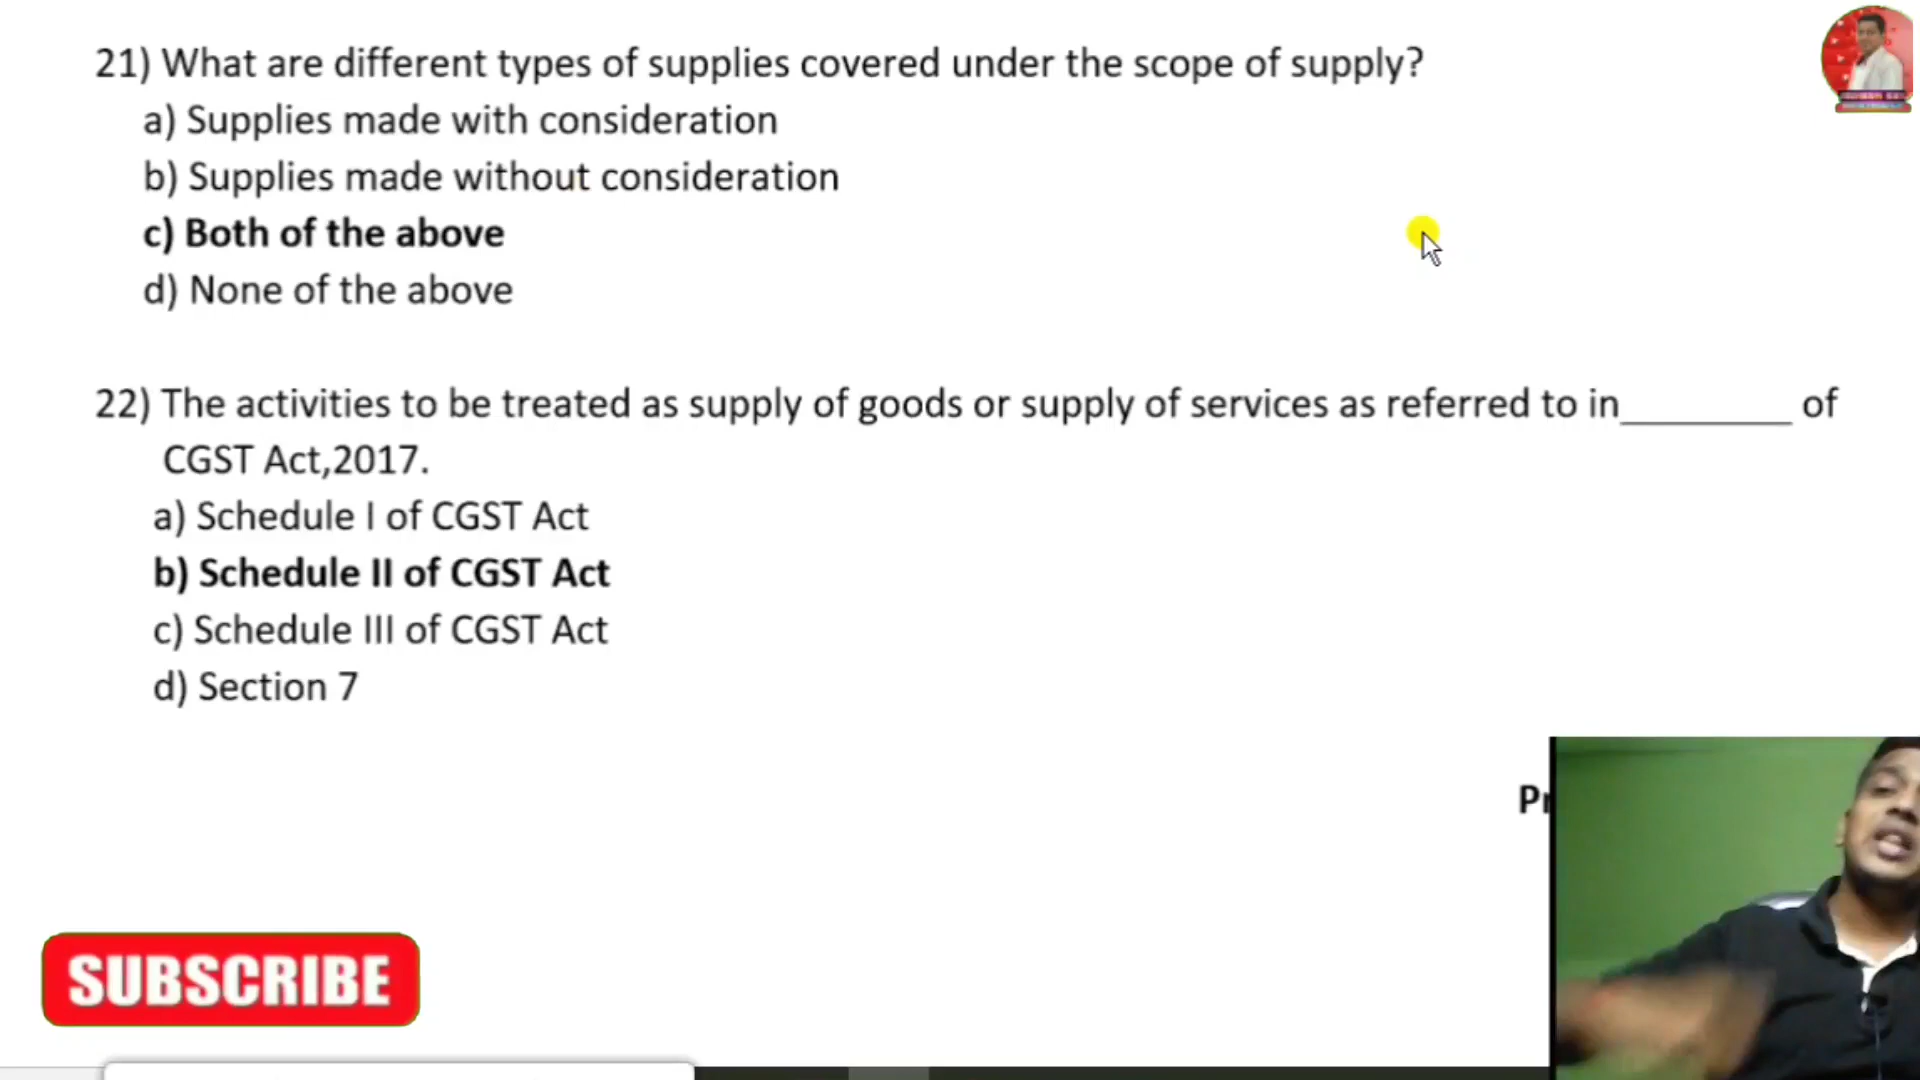 21) What are different types of supplies covered under the scope of supply?
a) Supplies made with consideration
b) Supplies made without consideration
c) Both of the above
d) None of the above
22) The activities to be treated as supply of goods or supply of services as referred to in________ of
CGST Act,2017.
a) Schedule I of CGST Act
b) Schedule II of CGST Act
c) Schedule III of CGST Act
d) Section 7
SUBSCRIBE